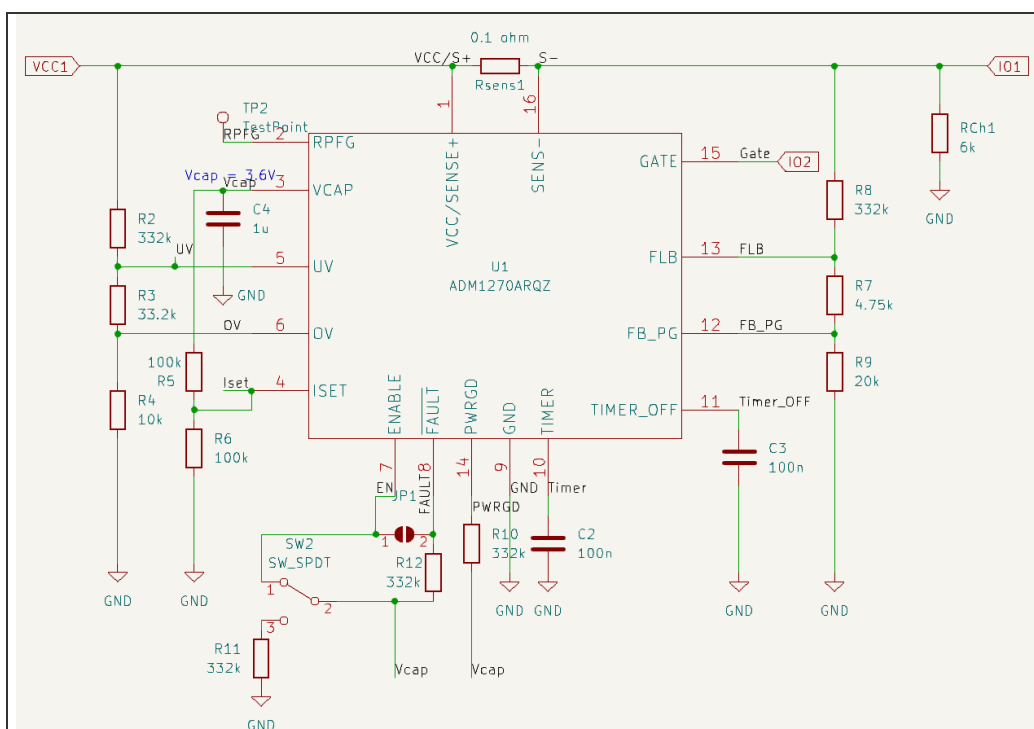 0.1 ohm
VCC1
VCC/S+
S-
IO1
Rsens1
TP2
TestPoint
1
16
RPFG
2
RPFG
VCC/SENSE+
SENS-
GATE
15
Gate
IO2
RCh1
6k
Vcap = 3.6V
Vcap
3
VCAP
R8
332k
GND
C4
1u
R2
332k
UV
5
UV
FLB
13
FLB
U1
ADM1270ARQZ
GND
R3
33.2k
R7
4.75k
OV
6
OV
FB_PG
12
FB_PG
100k
R5
R9
20k
Iset
4
ISET
R4
10k
ENABLE
FAULT
PWRGD
GND
TIMER
TIMER_OFF
11
Timer_OFF
R6
100k
C3
100n
7
8
14
9
10
EN
FAULT
GND
Timer
JP1
PWRGD
1
2
R10
332k
C2
100n
SW2
SW_SPDT
R12
332k
1
2
GND
GND
GND
GND
GND
GND
3
R11
332k
Vcap
Vcap
GND